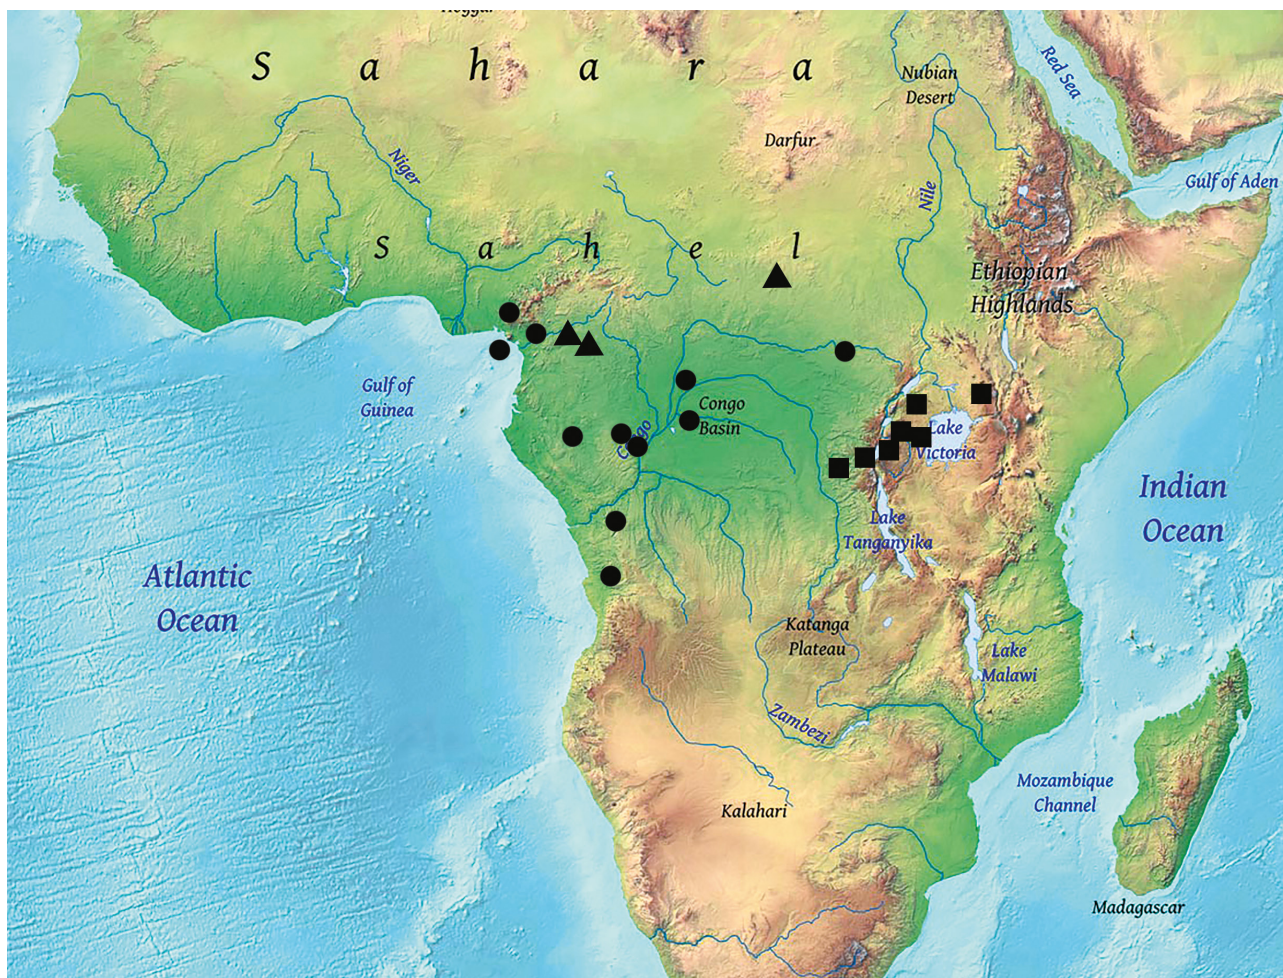 Sahara
Nubian
Desert
Red Sea
Darfur
Niger
Nile
Gulf of Aden
Sahel
Ethiopian
Highlands
Gulf of
Guinea
Congo
Basin
Congo
Lake
Victoria
Indian
Ocean
Lake
Tanganyika
Atlantic
Ocean
Katanga
Plateau
Lake
Malawi
Zambezi
Mozambique
Channel
Kalahari
Madagascar